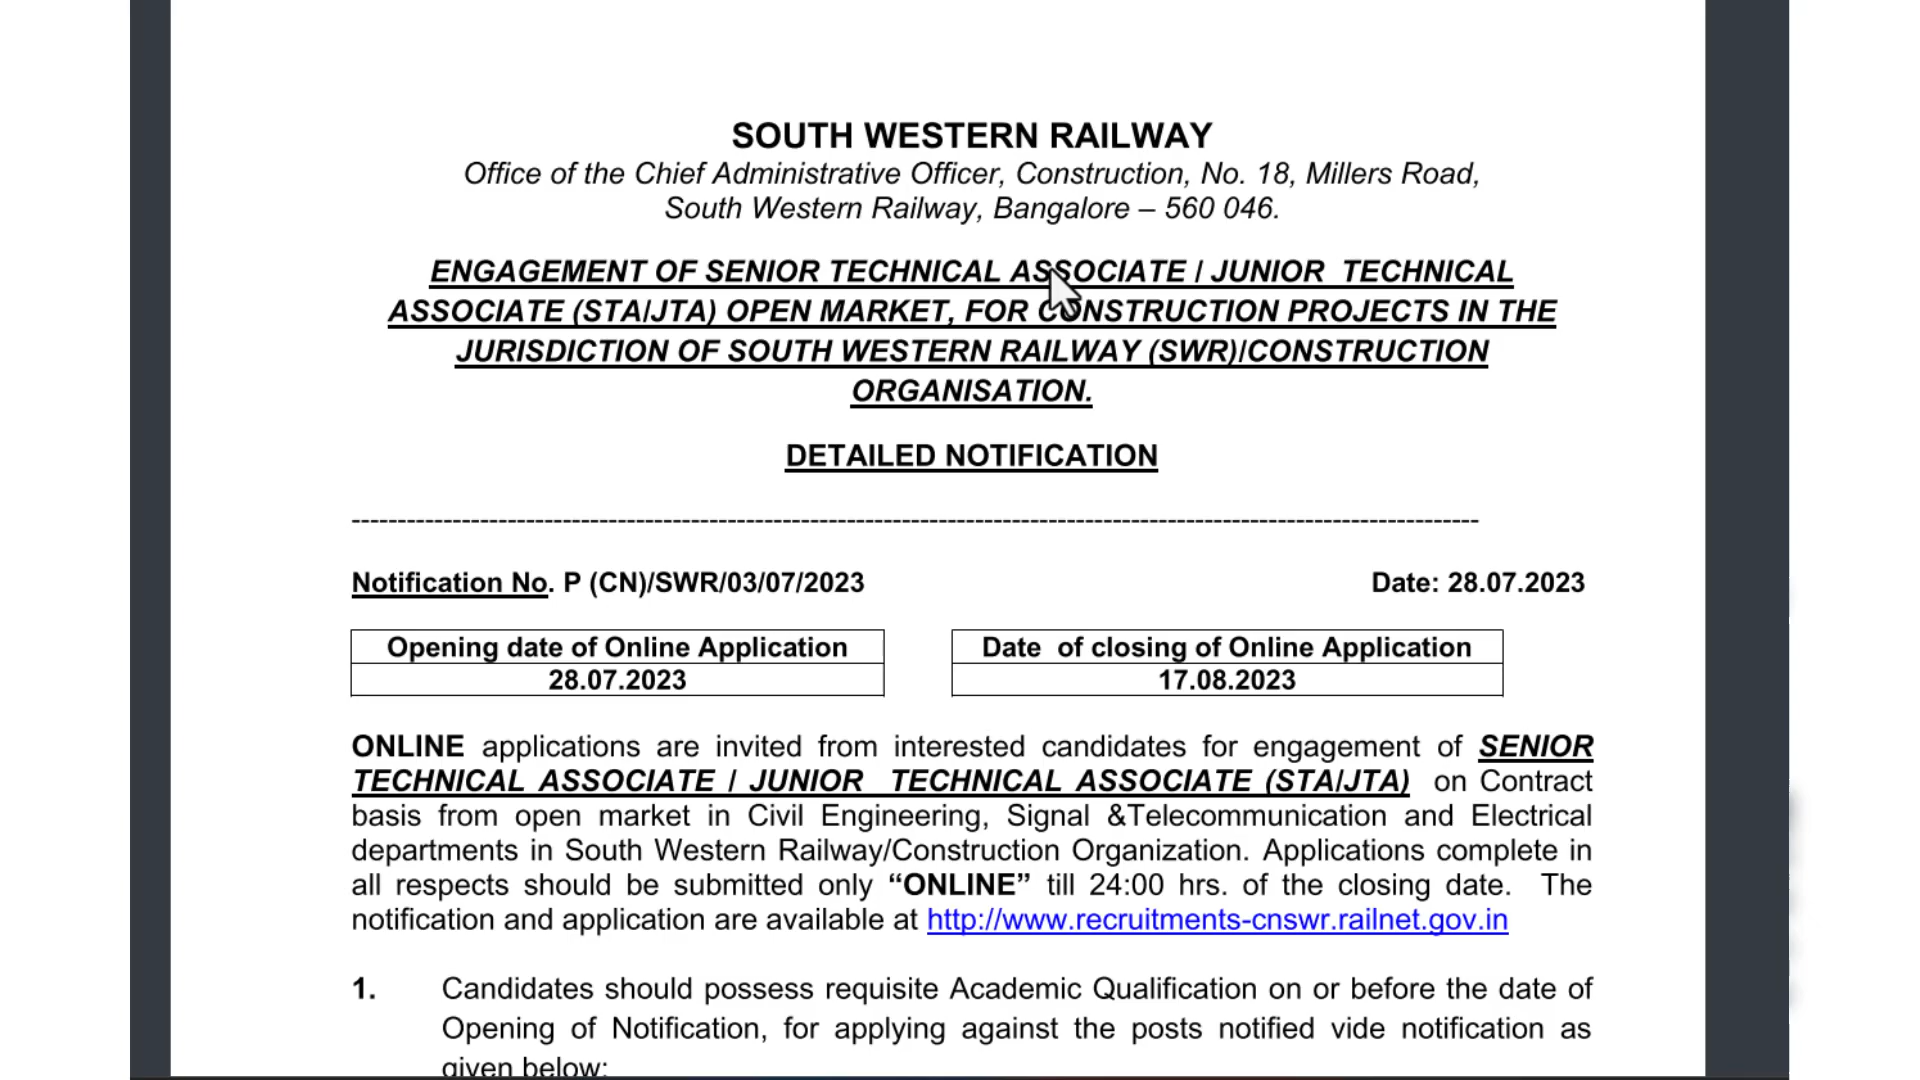 SOUTH WESTERN RAILWAY
Office of the Chief Administrative Officer, Construction, No. 18, Millers Road,
South Western Railway, Bangalore – 560 046.
ENGAGEMENT OF SENIOR TECHNICAL ASSOCIATE / JUNIOR TECHNICAL
ASSOCIATE (STA/JTA) OPEN MARKET, FOR CONSTRUCTION PROJECTS IN THE
JURISDICTION OF SOUTH WESTERN RAILWAY (SWR)/CONSTRUCTION
ORGANISATION.
DETAILED NOTIFICATION
---------------------------------------------------------------------------------------------------------------------------
Notification No. P (CN)/SWR/03/07/2023 Date: 28.07.2023
Opening date of Online Application Date of closing of Online Application
28.07.2023 17.08.2023
ONLINE applications are invited from interested candidates for engagement of SENIOR
TECHNICAL ASSOCIATE / JUNIOR TECHNICAL ASSOCIATE (STA/JTA) on Contract
basis from open market in Civil Engineering, Signal &Telecommunication and Electrical
departments in South Western Railway/Construction Organization. Applications complete in
all respects should be submitted only “ONLINE” till 24:00 hrs. of the closing date. The
notification and application are available at http://www.recruitments-cnswr.railnet.gov.in
1. Candidates should possess requisite Academic Qualification on or before the date of
Opening of Notification, for applying against the posts notified vide notification as
given below: